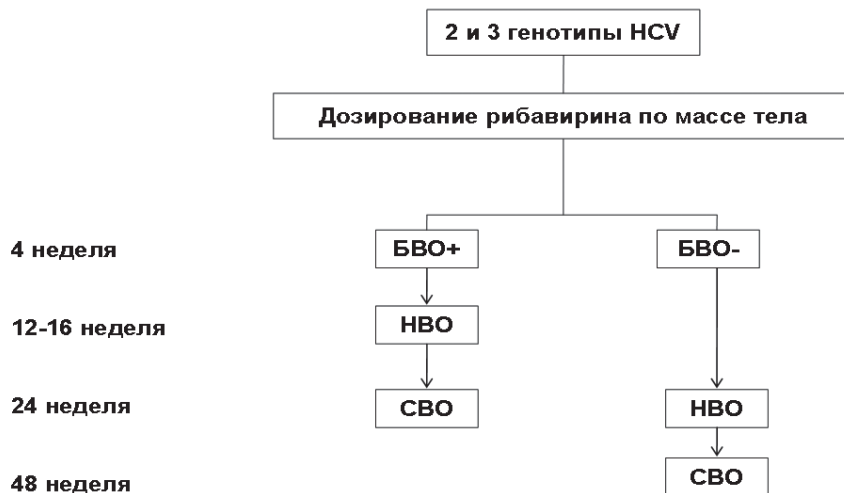 2 и 3 генотипы HCV
Дозирование рибавирина по массе тела
4 неделя
БВО+
БВО-
12-16 неделя
НВО
24 неделя
СВО
НВО
48 неделя
СВО